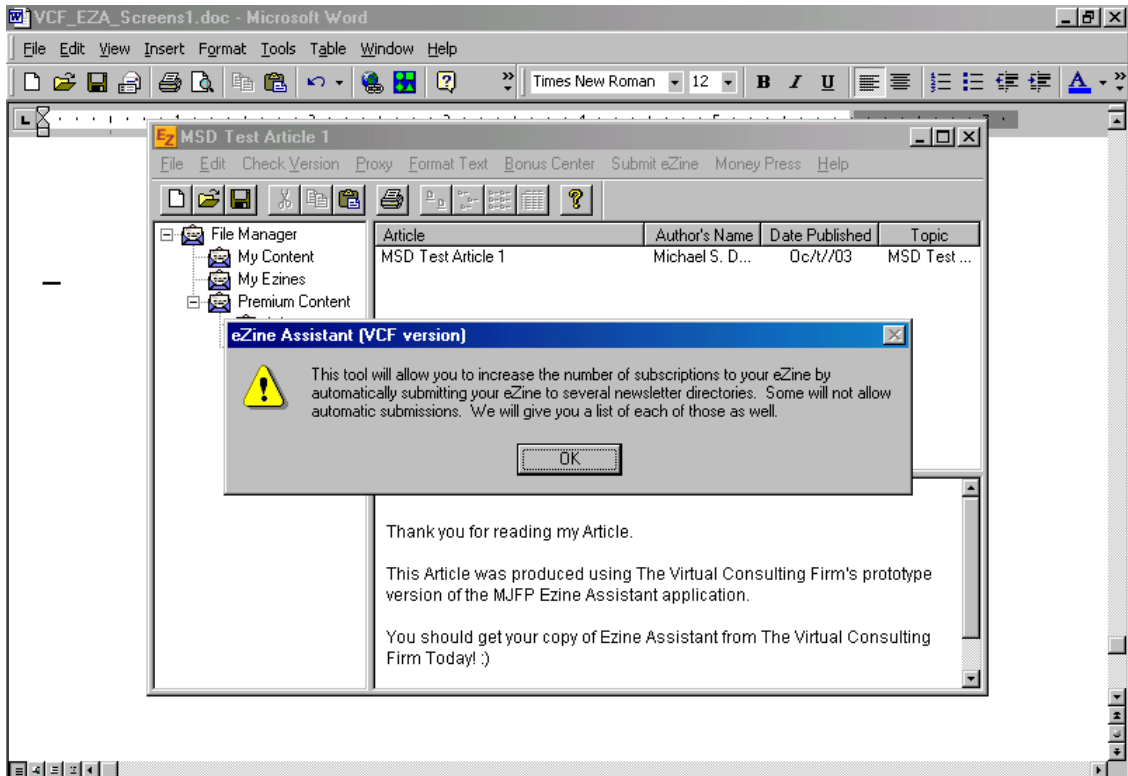 VCF_EZA_Screens1.doc - Microsoft Word
File Edit View Insert Format Tools Table Window Help
Times New Roman 12 B I U A
MSD Test Article 1
File Edit Check Version Proxy Format Text Bonus Center Submit eZine Money Press Help
File Manager
My Content
My Ezines
Premium Content
Article Author's Name Date Published Topic
MSD Test Article 1 Michael S. D... Oc/t//03 MSD Test ...
eZine Assistant (VCF version)
This tool will allow you to increase the number of subscriptions to your eZine by
automatically submitting your eZine to several newsletter directories. Some will not allow
automatic submissions. We will give you a list of each of those as well.
OK
Thank you for reading my Article.
This Article was produced using The Virtual Consulting Firm's prototype
version of the MJFP Ezine Assistant application.
You should get your copy of Ezine Assistant from The Virtual Consulting
Firm Today! :)